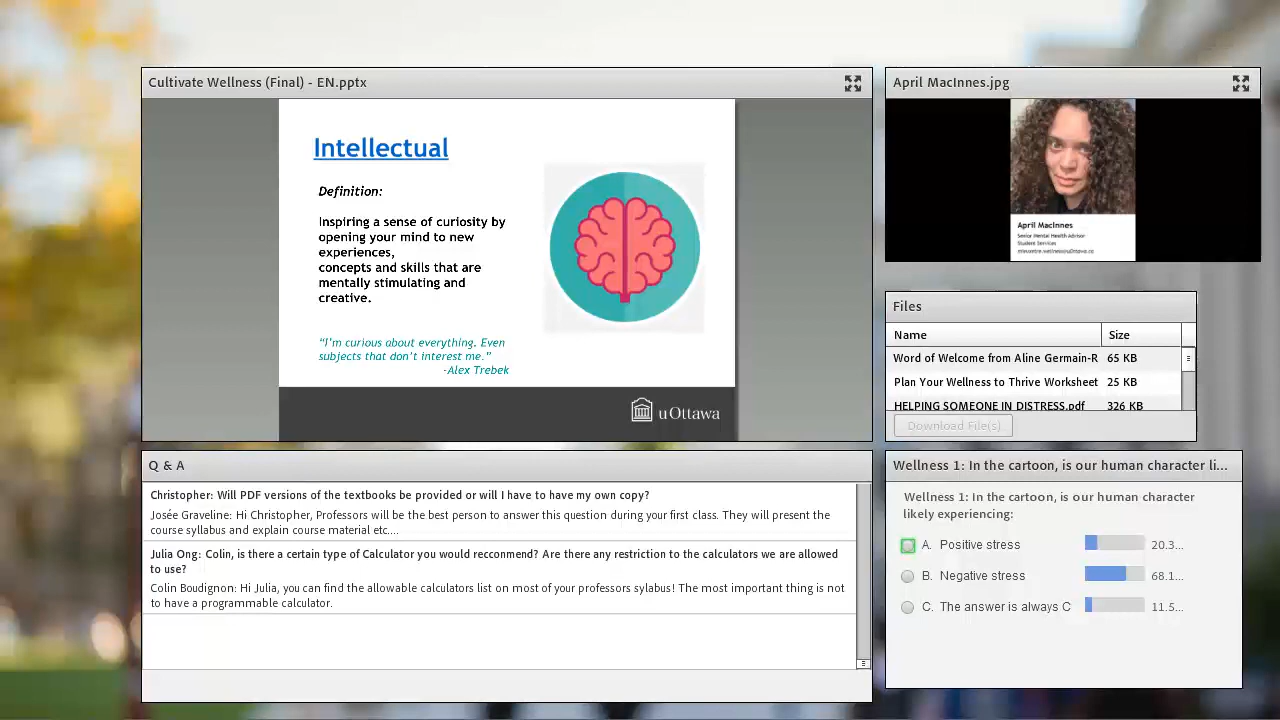 Cultivate Wellness (Final) - EN.pptx
Intellectual
Definition:
Inspiring a sense of curiosity by
opening your mind to new
experiences,
concepts and skills that are
mentally stimulating and
creative.
“I’m curious about everything. Even
subjects that don’t interest me.”
-Alex Trebek
uOttawa
April MacInnes.jpg
April MacInnes
Senior Mental Health Advisor
Student Services
Files
Name Size
Word of Welcome from Aline Germain-R 65 KB
Plan Your Wellness to Thrive Worksheet 25 KB
HELPING SOMEONE IN DISTRESS.pdf 326 KB
Download File(s)
Q & A
Christopher: Will PDF versions of the textbooks be provided or will I have to have my own copy?
Josée Graveline: Hi Christopher, Professors will be the best person to answer this question during your first class. They will present the
course syllabus and explain course material etc....
Julia Ong: Colin, is there a certain type of Calculator you would recconmend? Are there any restriction to the calculators we are allowed
to use?
Colin Boudignon: Hi Julia, you can find the allowable calculators list on most of your professors sylabus! The most important thing is not
to have a programmable calculator.
Wellness 1: In the cartoon, is our human character li...
Wellness 1: In the cartoon, is our human character
likely experiencing:
A. Positive stress 20.3...
B. Negative stress 68.1...
C. The answer is always C 11.5...